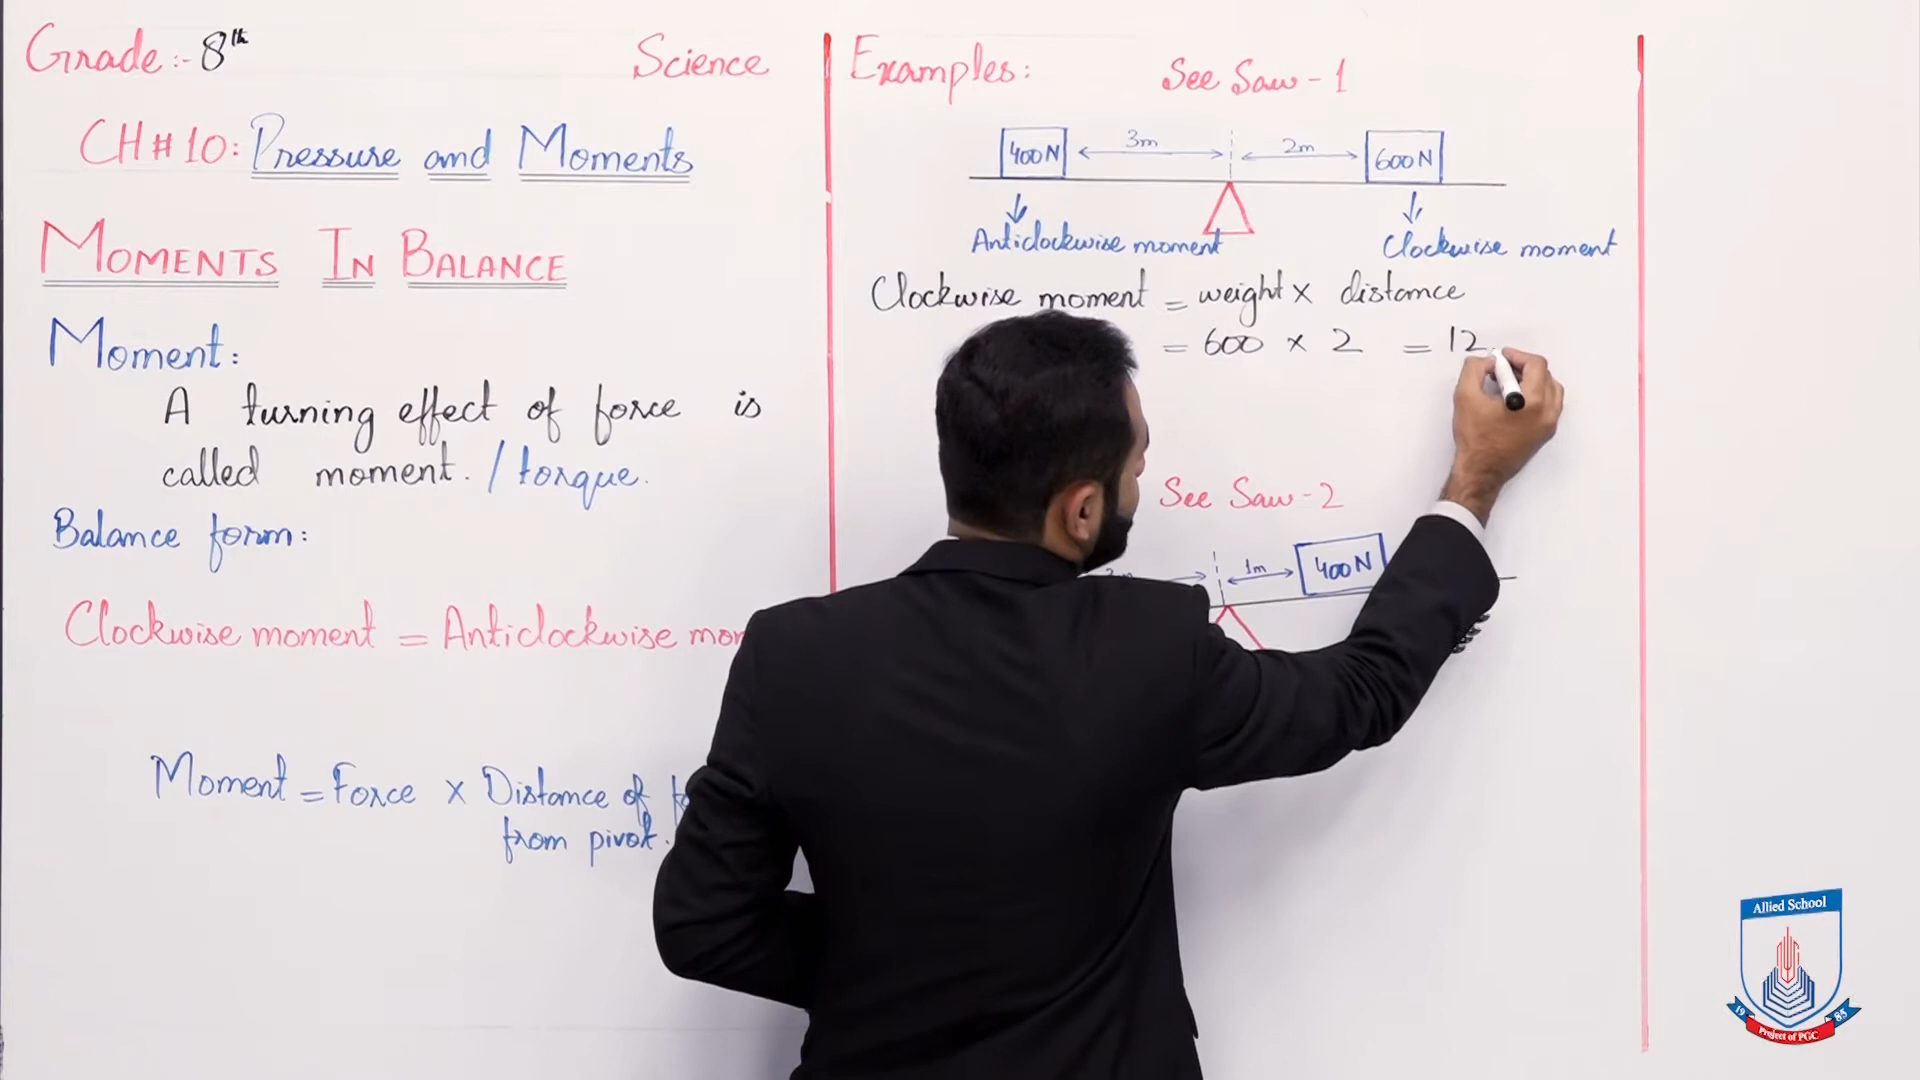 Grade:- 8th
Science
CH#10: Pressure and Moments
MOMENTS IN BALANCE
Moment:
A turning effect of force is
called moment. / torque.
Balance form:
Clockwise moment = Anticlockwise
Moment = Force x Distance of
from pivot.
Examples:
See Saw - 1
400N
3m
2m
600N
Anticlockwise moment
Clockwise moment
Clockwise moment = weight x distance
= 600 x 2 = 12
See Saw - 2
1m
400N
Allied School
19 85
Project of PGC